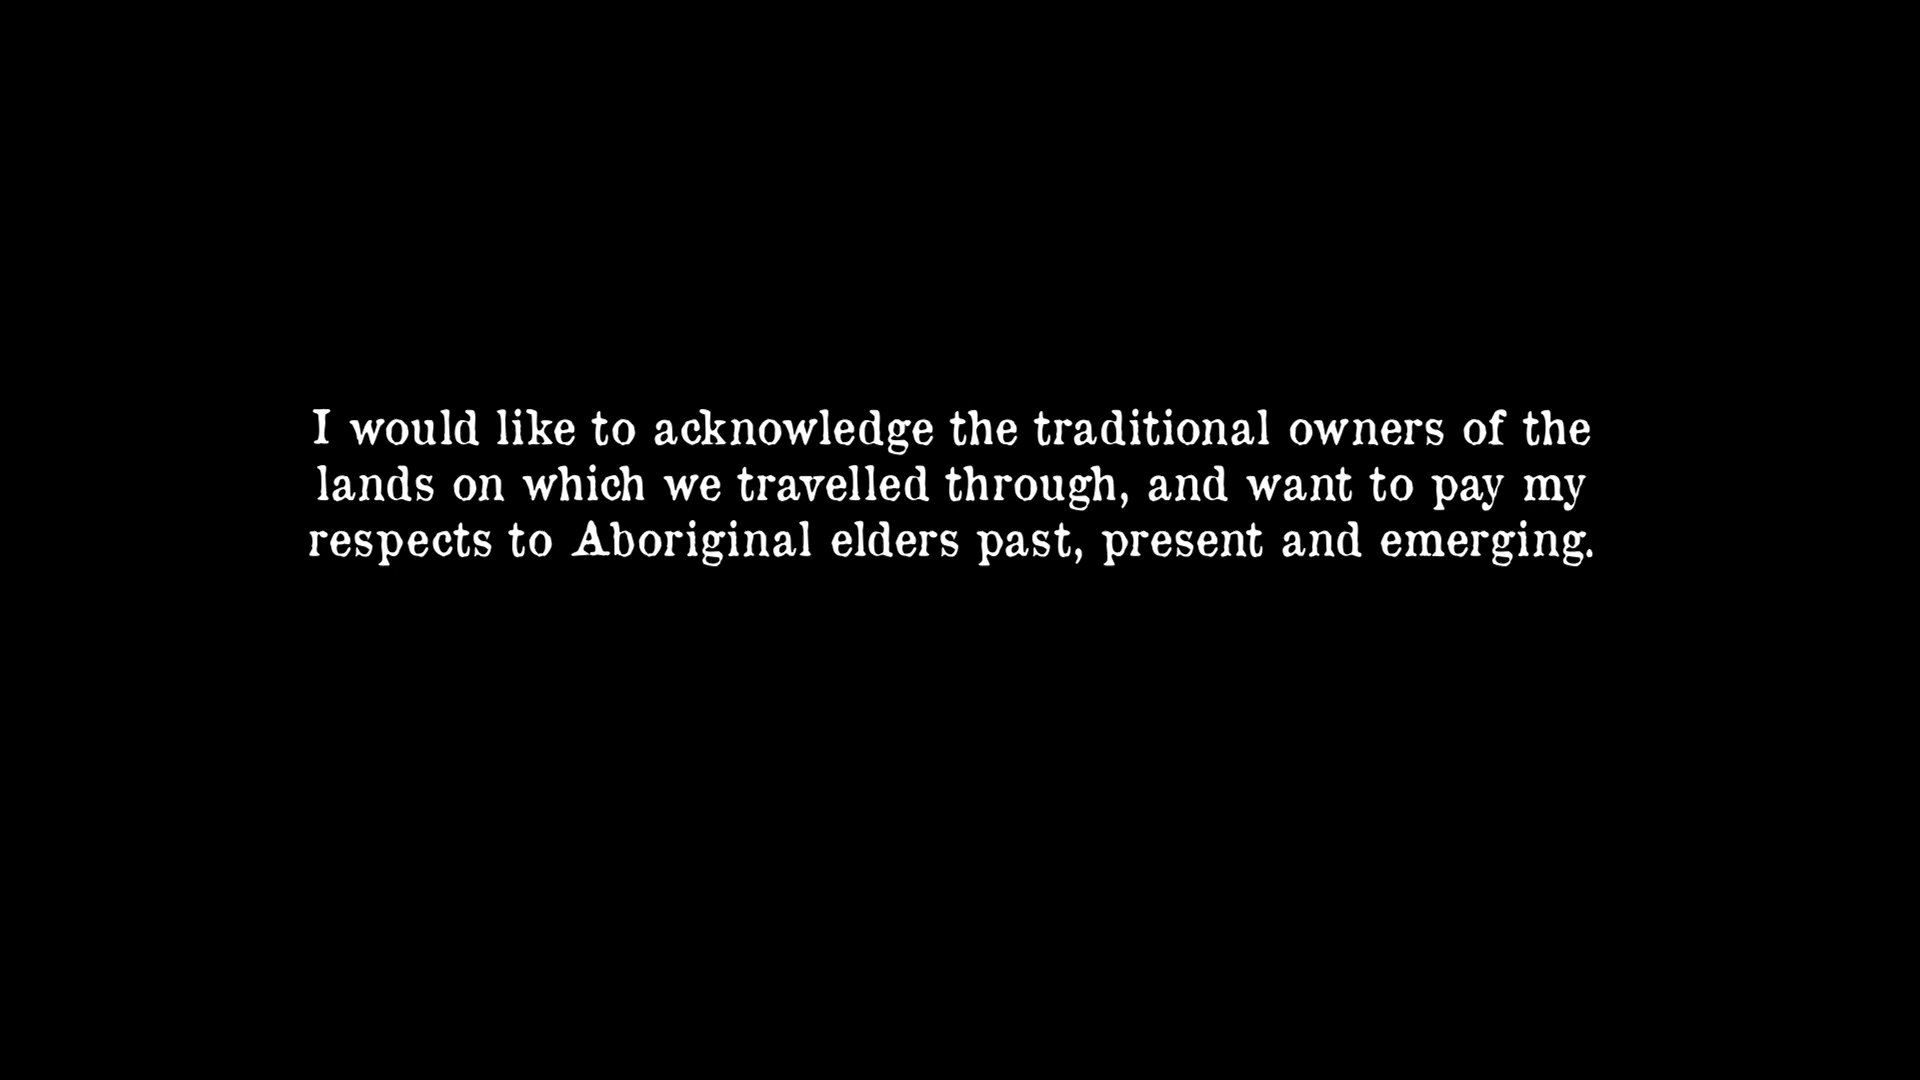 I would like to acknowledge the traditional owners of the
lands on which we travelled through, and want to pay my
respects to Aboriginal elders past, present and emerging.